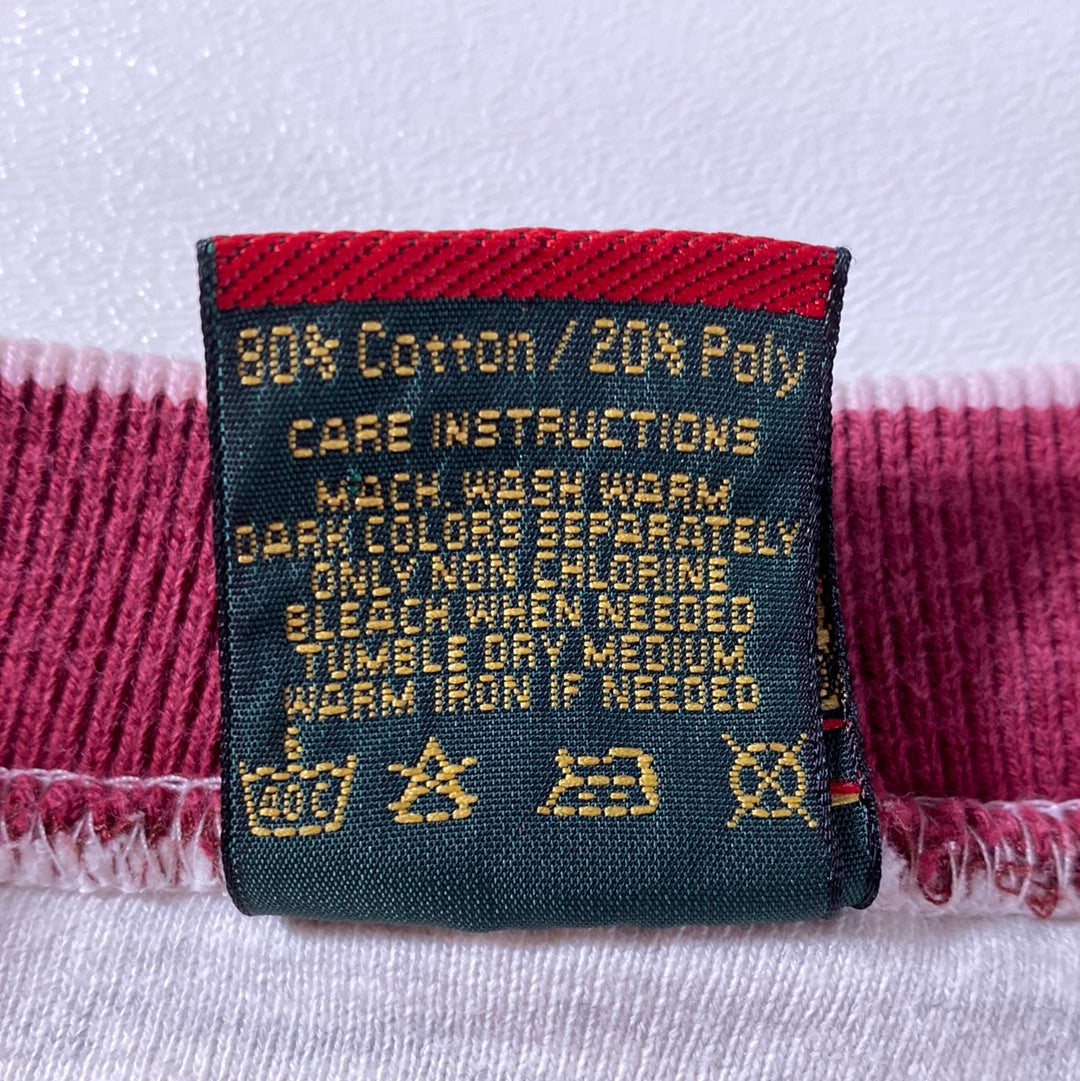 80% Cotton / 20% Poly
CARE INSTRUCTIONS
MACH. WASH WARM
DARK COLORS SEPARATELY
ONLY NON CHLORINE
BLEACH WHEN NEEDED
TUMBLE DRY MEDIUM
WARM IRON IF NEEDED
40C